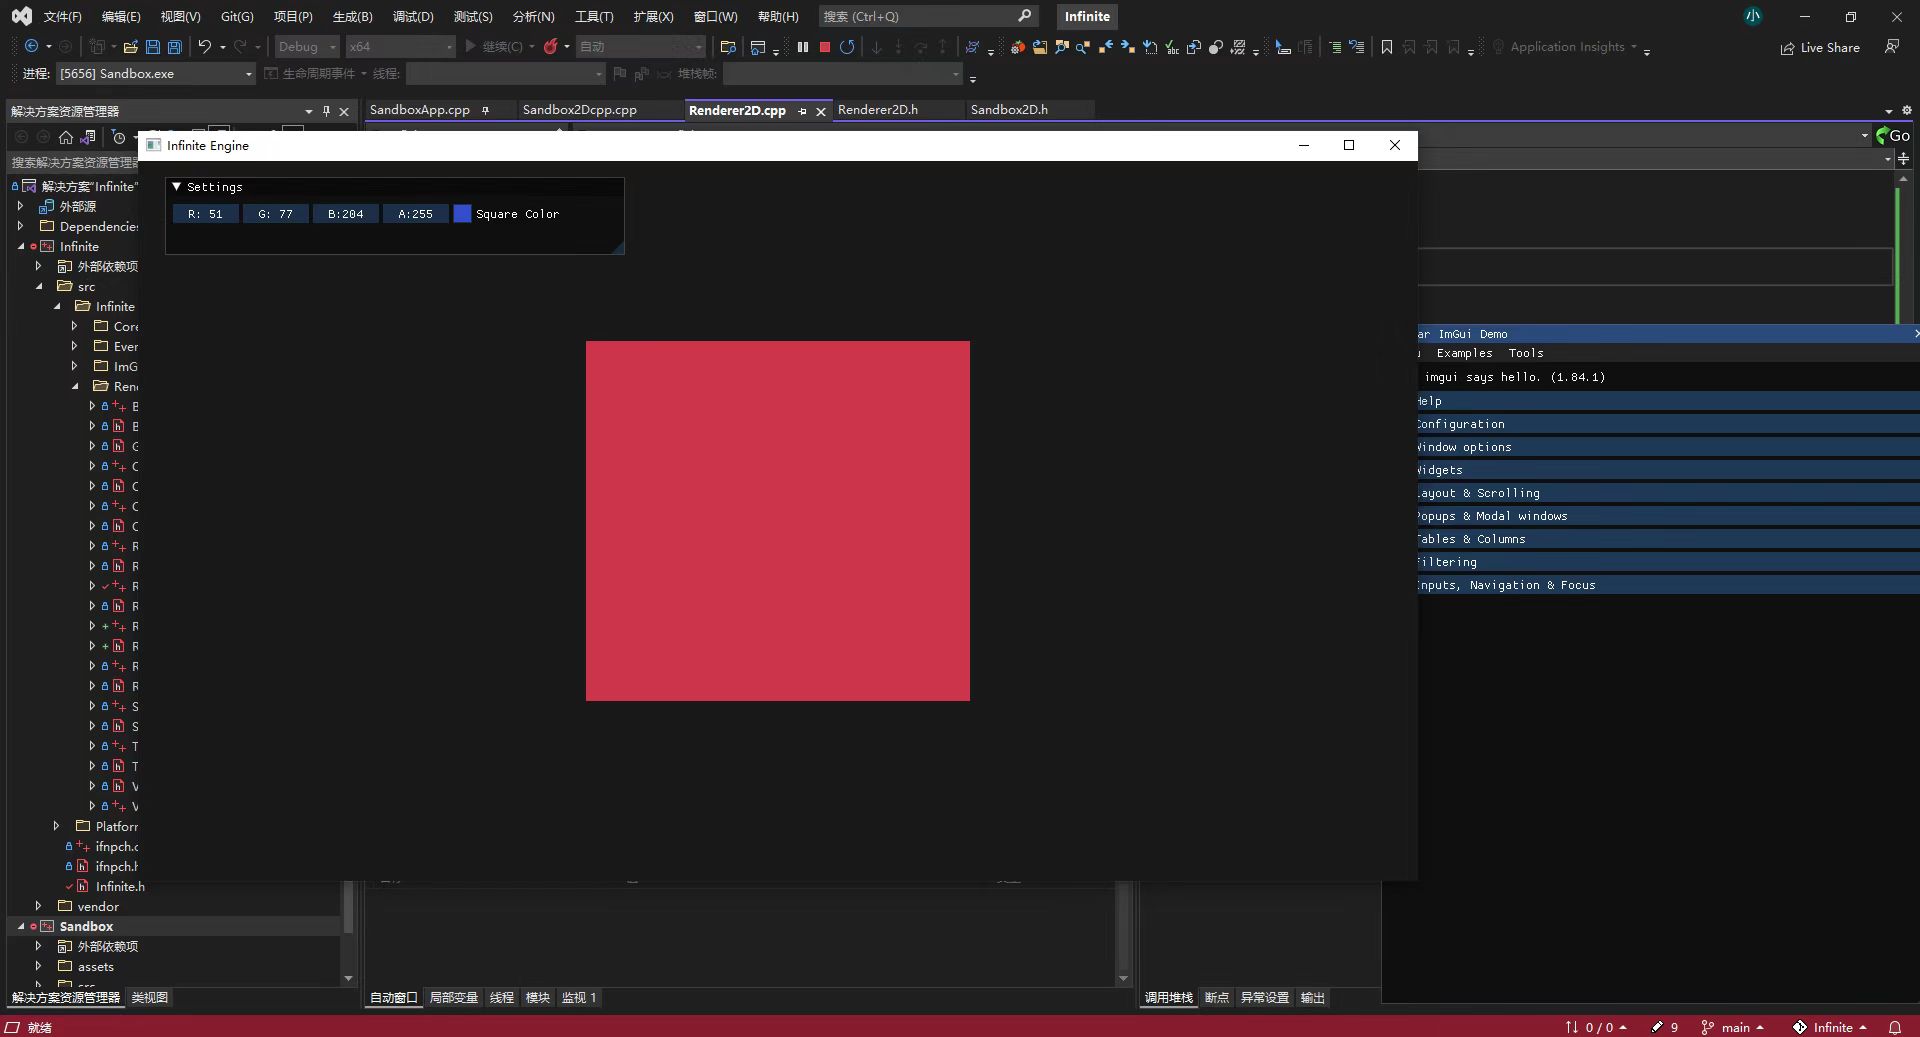 文件(F) 编辑(E) 视图(V) Git(G) 项目(P) 生成(B) 调试(D) 测试(S) 分析(N) 工具(T) 扩展(X) 窗口(W) 帮助(H) 搜索 (Ctrl+Q) Infinite 小
Debug x64 继续(C) 自动 Application Insights Live Share
进程: [5656] Sandbox.exe 生命周期事件 线程: 堆栈帧:
解决方案资源管理器 SandboxApp.cpp Sandbox2Dcpp.cpp Renderer2D.cpp Renderer2D.h Sandbox2D.h
Go
Infinite Engine
搜索解决方案资源管理器
解决方案"Infinite"
外部源
Dependencies
Infinite
外部依赖项
src
Infinite
Core
Even
ImG
Ren
Platform
ifnpch.c
ifnpch.h
Infinite.h
vendor
Sandbox
外部依赖项
assets
Settings
R: 51 G: 77 B:204 A:255 Square Color
ar ImGui Demo
Examples Tools
imgui says hello. (1.84.1)
Help
Configuration
Window options
Widgets
Layout & Scrolling
Popups & Modal windows
Tables & Columns
Filtering
Inputs, Navigation & Focus
解决方案资源管理器 类视图 自动窗口 局部变量 线程 模块 监视 1 调用堆栈 断点 异常设置 输出
就绪 0 / 0 9 main Infinite